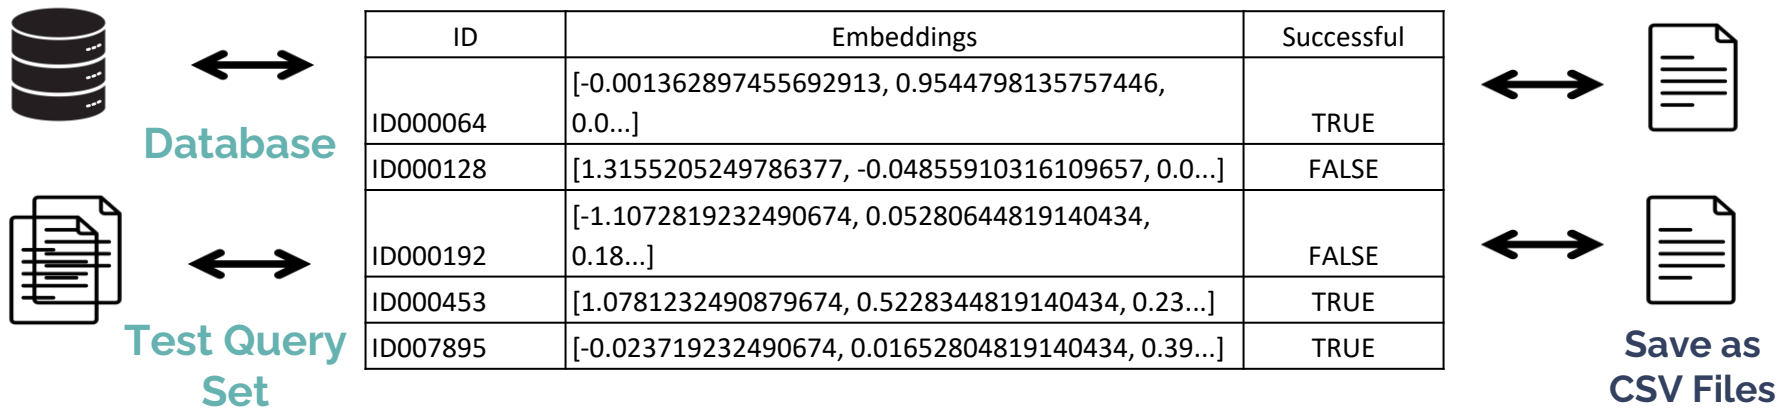 ID Embeddings Successful
[-0.001362897455692913, 0.9544798135757446,
ID000064 0.0...] TRUE
ID000128 [1.3155205249786377, -0.04855910316109657, 0.0...] FALSE
[-1.1072819232490674, 0.05280644819140434,
ID000192 0.18...] FALSE
ID000453 [1.0781232490879674, 0.5228344819140434, 0.23...] TRUE
ID007895 [-0.023719232490674, 0.01652804819140434, 0.39...] TRUE
Database
Test Query
Set
Save as
CSV Files